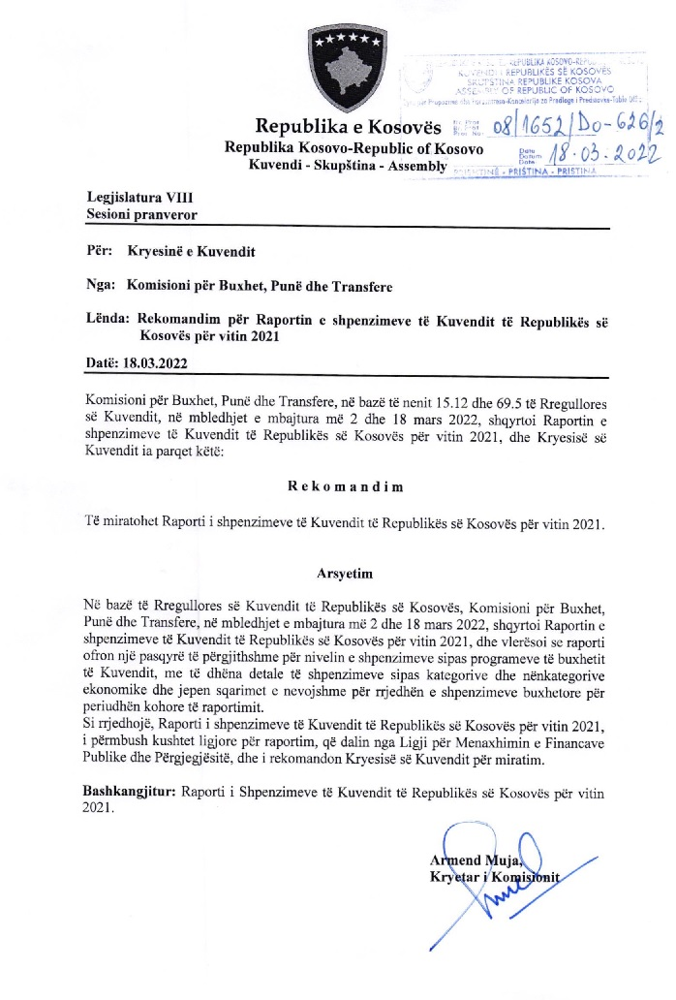 REPUBLIKA KOSOVO-REPUBLIC
KUVENDI I REPUBLIKËS SË KOSOVËS
SKUPŠTINA REPUBLIKE KOSOVA
ASSEMBLY OF REPUBLIC OF KOSOVO
08/1652/Do-626/2
Data
Datum
Date
18.03.2022
PRISHTINË - PRIŠTINA - PRISTINA
Republika e Kosovës
Republika Kosovo-Republic of Kosovo
Kuvendi - Skupština - Assembly
Legjislatura VIII
Sesioni pranveror
Për: Kryesinë e Kuvendit
Nga: Komisioni për Buxhet, Punë dhe Transfere
Lënda: Rekomandim për Raportin e shpenzimeve të Kuvendit të Republikës së
Kosovës për vitin 2021
Datë: 18.03.2022
Komisioni për Buxhet, Punë dhe Transfere, në bazë të nenit 15.12 dhe 69.5 të Rregullores
së Kuvendit, në mbledhjet e mbajtura më 2 dhe 18 mars 2022, shqyrtoi Raportin e
shpenzimeve të Kuvendit të Republikës së Kosovës për vitin 2021, dhe Kryesisë së
Kuvendit ia parqet këtë:
R e k o m a n d i m
Të miratohet Raporti i shpenzimeve të Kuvendit të Republikës së Kosovës për vitin 2021.
Arsyetim
Në bazë të Rregullores së Kuvendit të Republikës së Kosovës, Komisioni për Buxhet,
Punë dhe Transfere, në mbledhjet e mbajtura më 2 dhe 18 mars 2022, shqyrtoi Raportin e
shpenzimeve të Kuvendit të Republikës së Kosovës për vitin 2021, dhe vlerësoi se raporti
ofron një pasqyrë të përgjithshme për nivelin e shpenzimeve sipas programeve të buxhetit
të Kuvendit, me të dhëna detale të shpenzimeve sipas kategorive dhe nënkategorive
ekonomike dhe jepen sqarimet e nevojshme për rrjedhën e shpenzimeve buxhetore për
periudhën kohore të raportimit.
Si rrjedhojë, Raporti i shpenzimeve të Kuvendit të Republikës së Kosovës për vitin 2021,
i përmbush kushtet ligjore për raportim, që dalin nga Ligji për Menaxhimin e Financave
Publike dhe Përgjegjësitë, dhe i rekomandon Kryesisë së Kuvendit për miratim.
Bashkangjitur: Raporti i Shpenzimeve të Kuvendit të Republikës së Kosovës për vitin
2021.
Armend Muja,
Kryetar i Komisionit